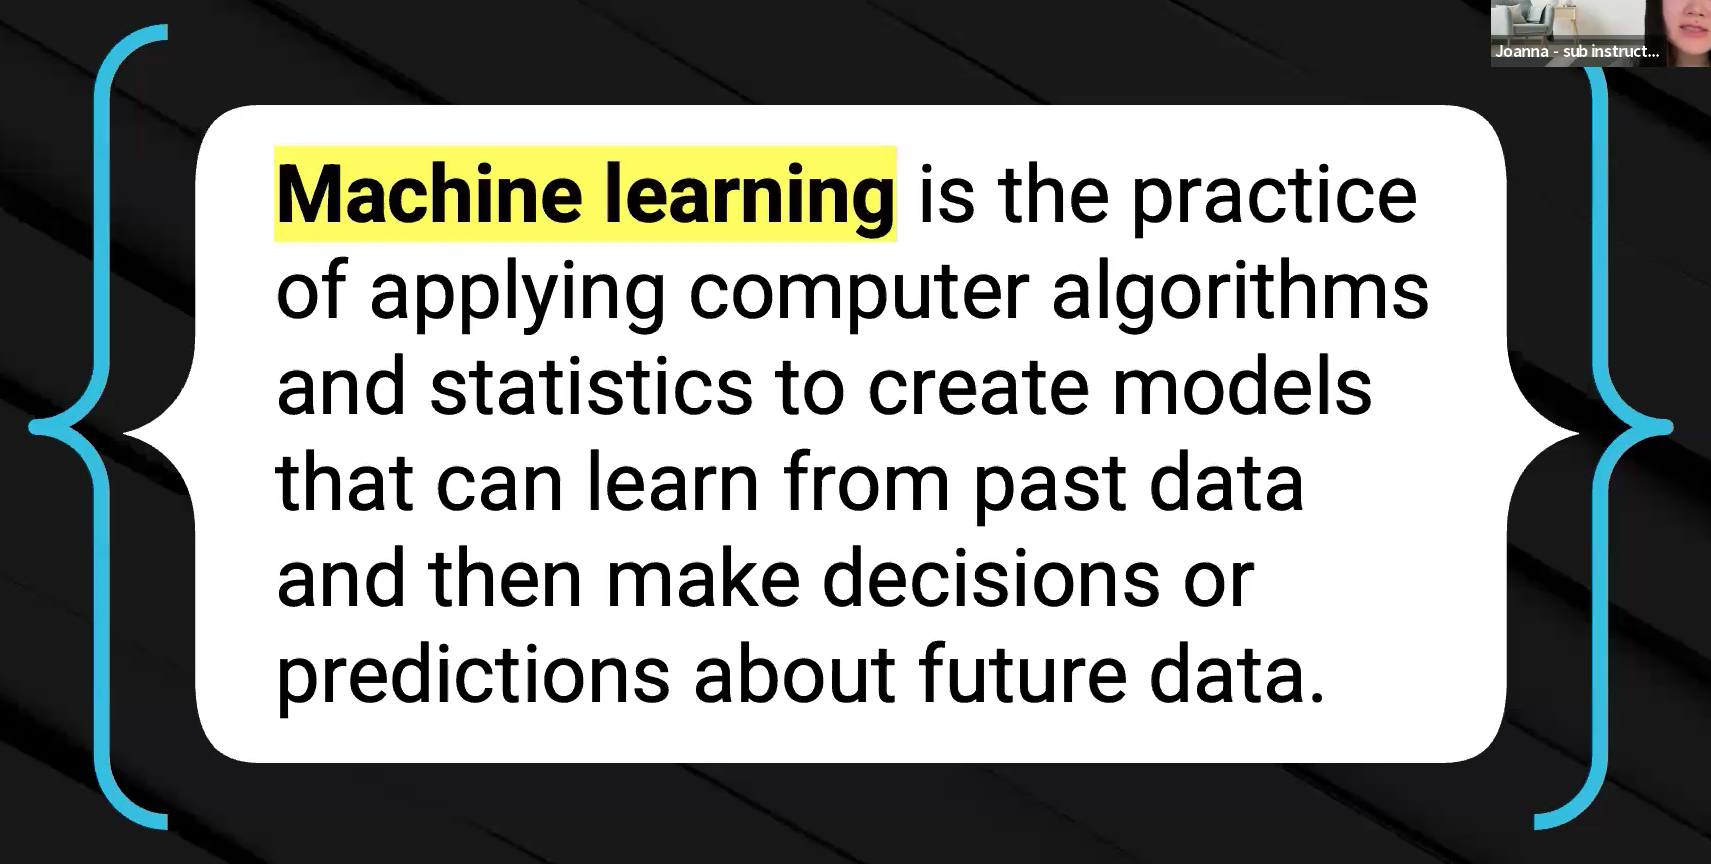 Joanna - sub instruct...
Machine learning is the practice
of applying computer algorithms
and statistics to create models
that can learn from past data
and then make decisions or
predictions about future data.